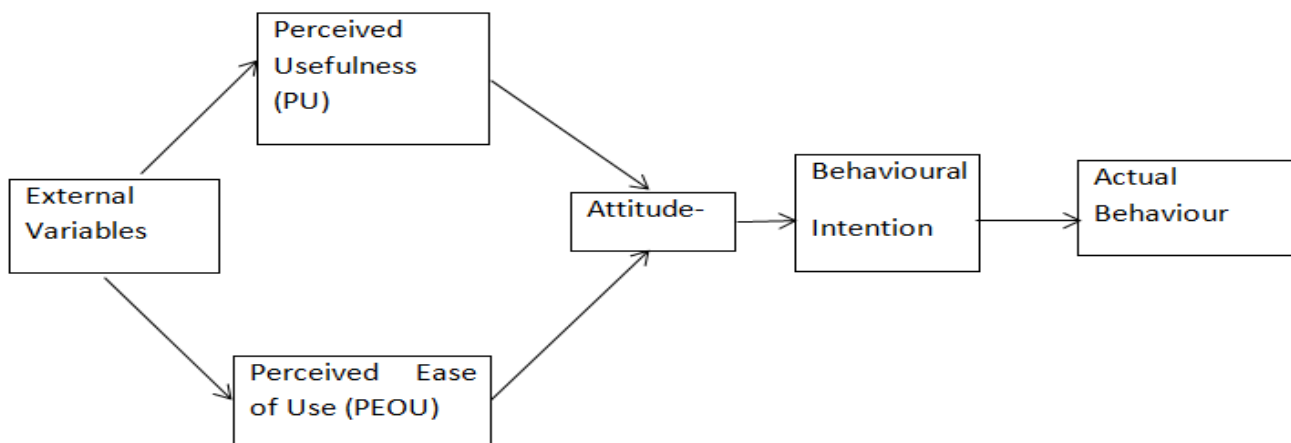 Perceived
Usefulness
(PU)
External
Variables
Perceived Ease
of Use (PEOU)
Attitude-
Behavioural
Intention
Actual
Behaviour